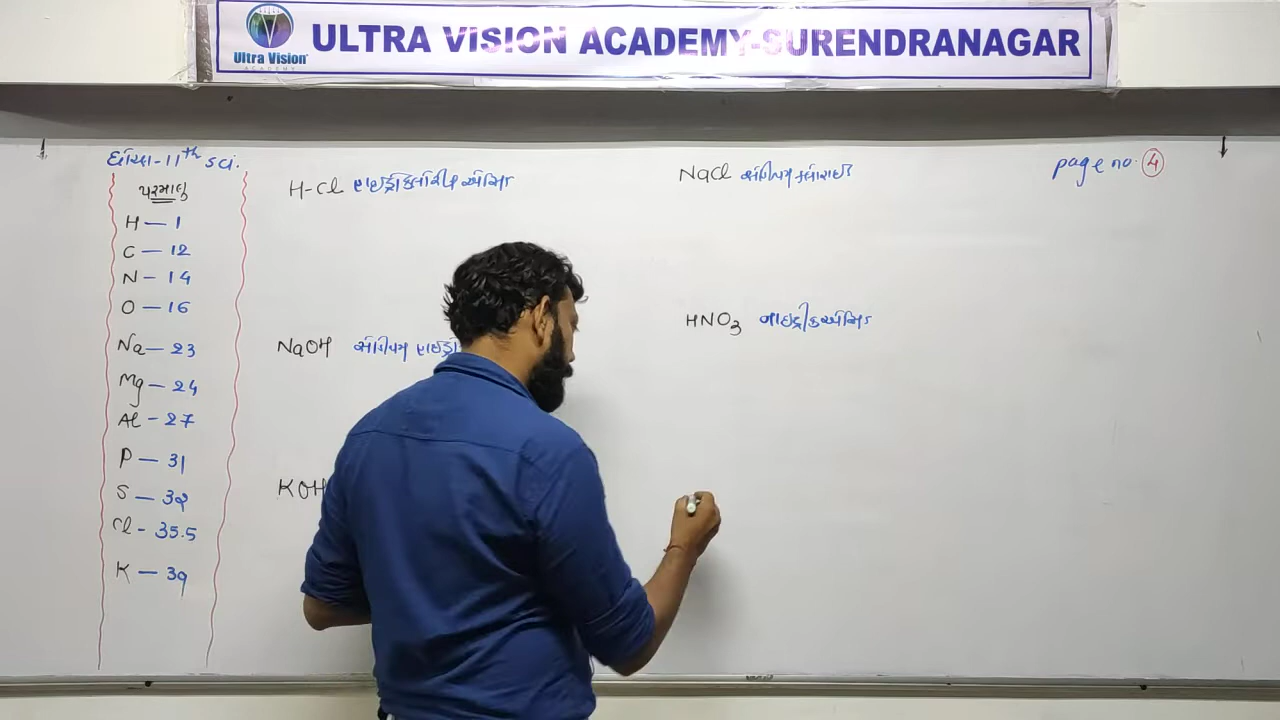 Ultra Vision
ACADEMY
ULTRA VISION ACADEMY-SURENDRANAGAR
ધોરણ-11th sci.
page no. 4
પરમાણુ
H — 1
C — 12
N — 14
O — 16
Na — 23
Mg — 24
Al - 27
P — 31
S — 32
Cl - 35.5
K — 39
H-Cl હાઇડ્રોક્લોરીક એસિડ
NaOH સોડિયમ
KOH
NaCl સોડિયમ ક્લોરાઇડ
HNO3 નાઇટ્રીક એસિડ